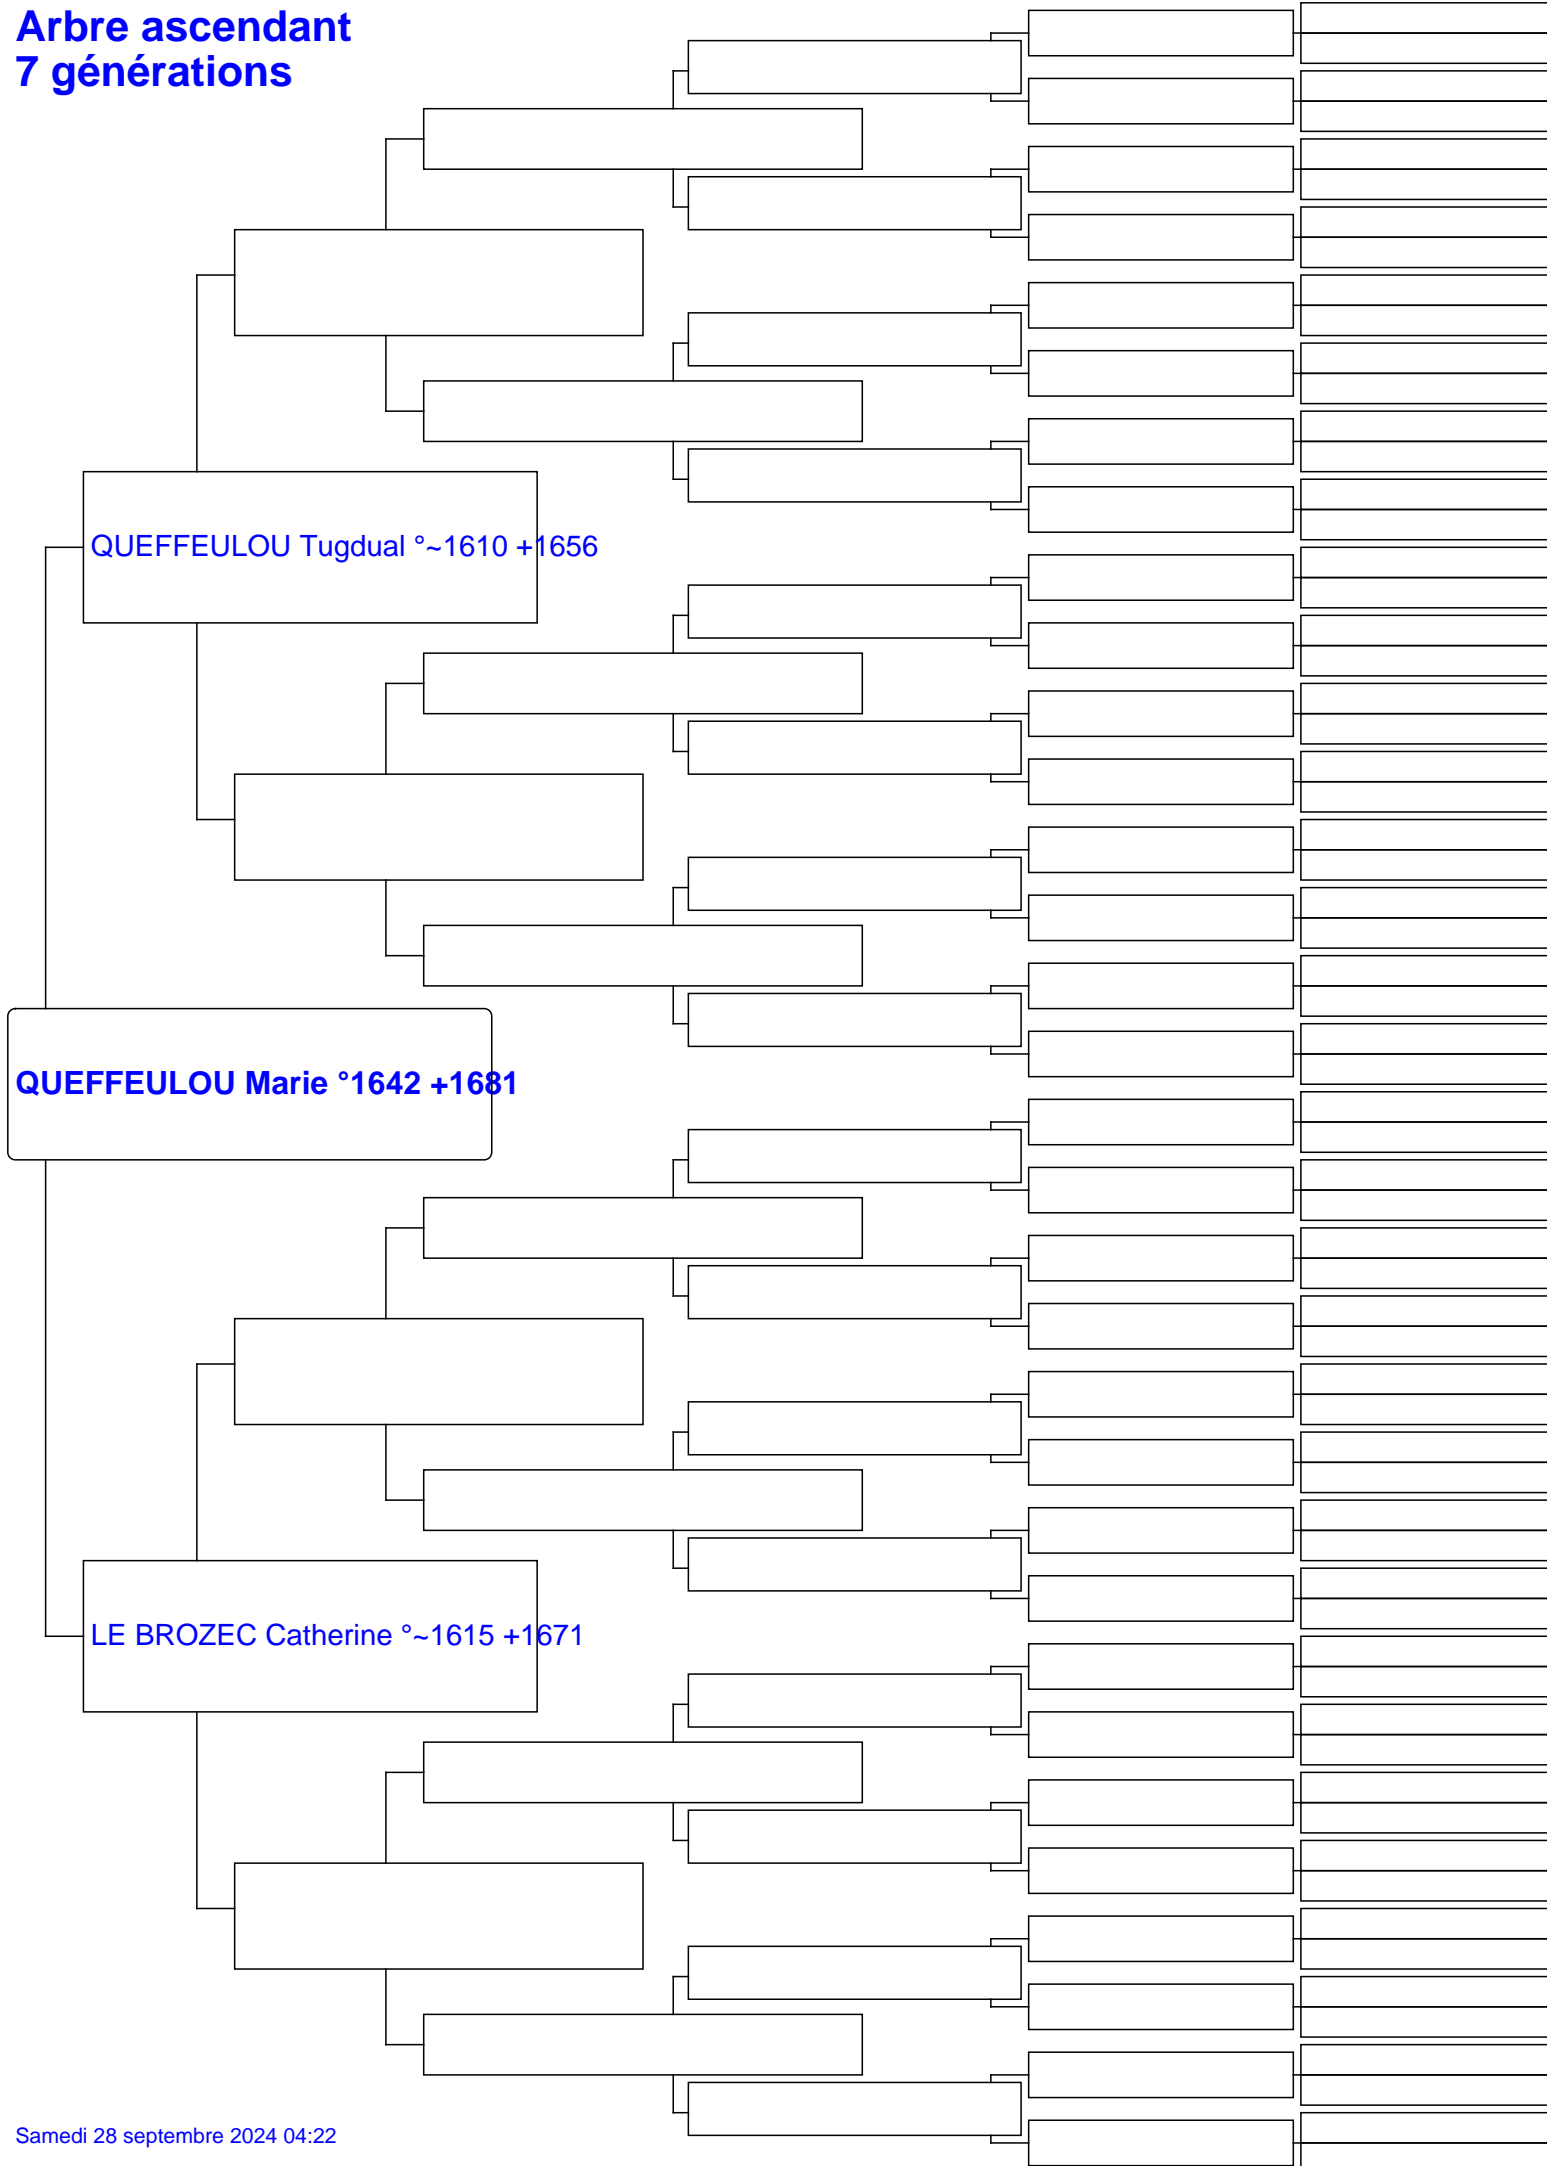 Arbre ascendant
7 générations
QUEFFEULOU Tugdual °~1610 +1656
QUEFFEULOU Marie °1642 +1681
LE BROZEC Catherine °~1615 +1671
Samedi 28 septembre 2024 04:22